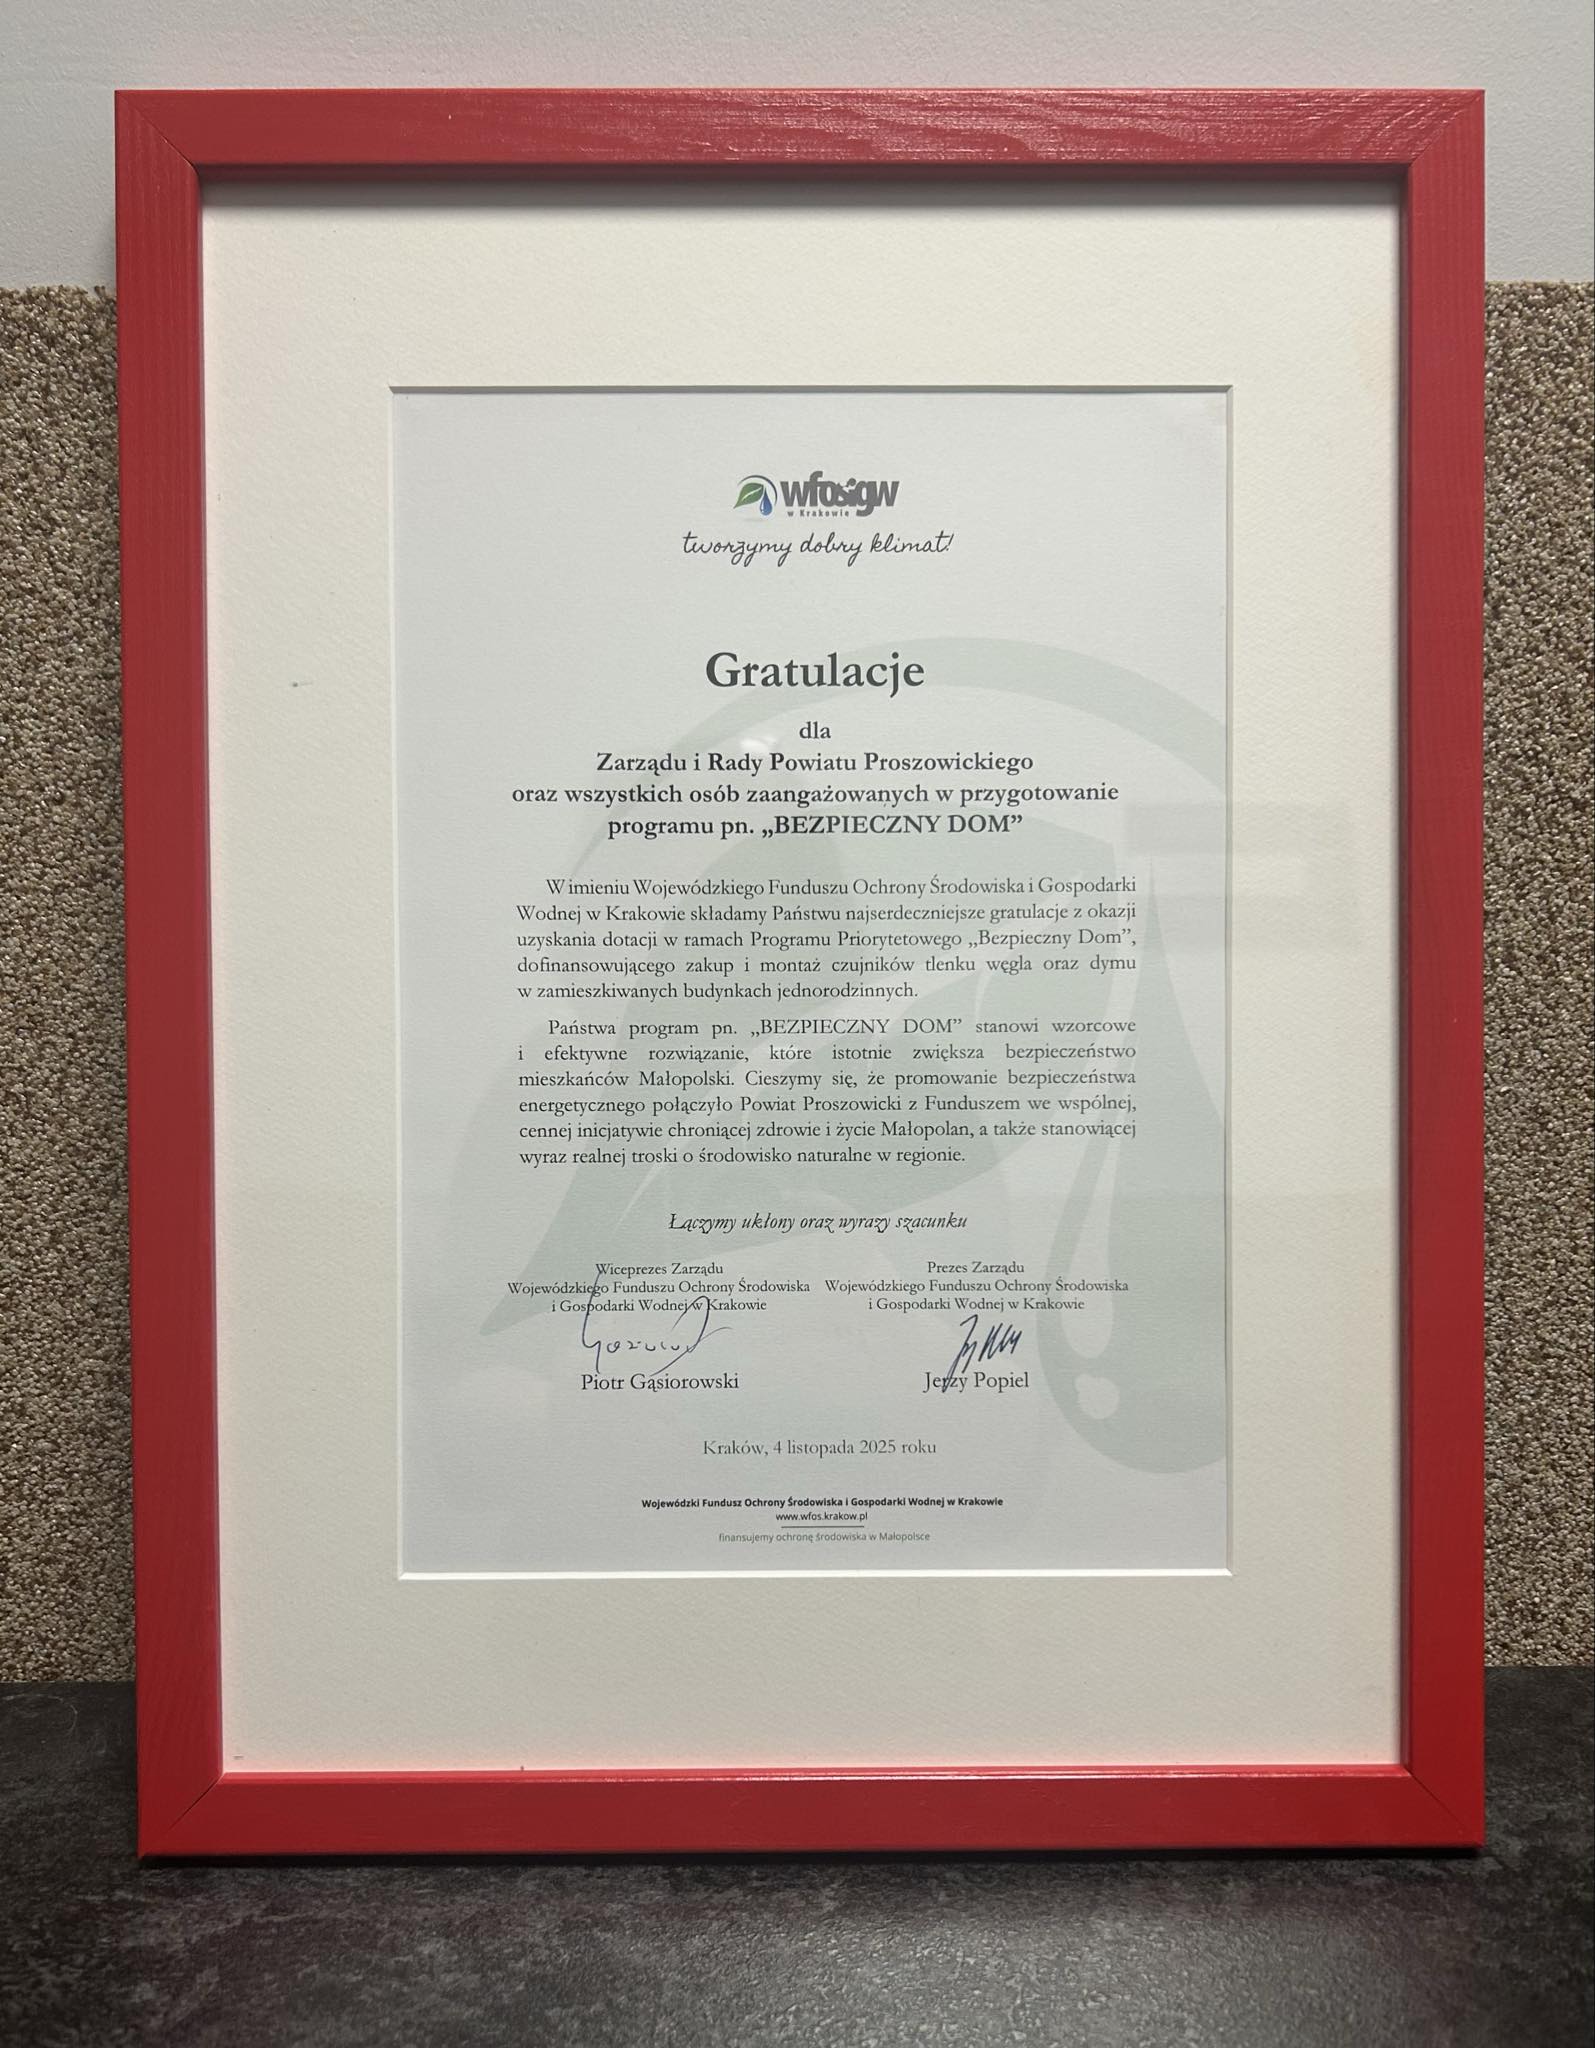 wfosigw
w Krakowie
tworzymy dobry klimat!
Gratulacje
dla
Zarządu i Rady Powiatu Proszowickiego
oraz wszystkich osób zaangażowanych w przygotowanie
programu pn. „BEZPIECZNY DOM”
W imieniu Wojewódzkiego Funduszu Ochrony Środowiska i Gospodarki
Wodnej w Krakowie składamy Państwu najserdeczniejsze gratulacje z okazji
uzyskania dotacji w ramach Programu Priorytetowego „Bezpieczny Dom”,
dofinansowującego zakup i montaż czujników tlenku węgla oraz dymu
w zamieszkiwanych budynkach jednorodzinnych.
Państwa program pn. „BEZPIECZNY DOM” stanowi wzorcowe
i efektywne rozwiązanie, które istotnie zwiększa bezpieczeństwo
mieszkańców Małopolski. Cieszymy się, że promowanie bezpieczeństwa
energetycznego połączyło Powiat Proszowicki z Funduszem we wspólnej,
cennej inicjatywie chroniącej zdrowie i życie Małopolan, a także stanowiącej
wyraz realnej troski o środowisko naturalne w regionie.
Łączymy ukłony oraz wyrazy szacunku
Wiceprezes Zarządu
Wojewódzkiego Funduszu Ochrony Środowiska
i Gospodarki Wodnej w Krakowie
Piotr Gąsiorowski
Prezes Zarządu
Wojewódzkiego Funduszu Ochrony Środowiska
i Gospodarki Wodnej w Krakowie
Jerzy Popiel
Kraków, 4 listopada 2025 roku
Wojewódzki Fundusz Ochrony Środowiska i Gospodarki Wodnej w Krakowie
www.wfos.krakow.pl
finansujemy ochronę środowiska w Małopolsce